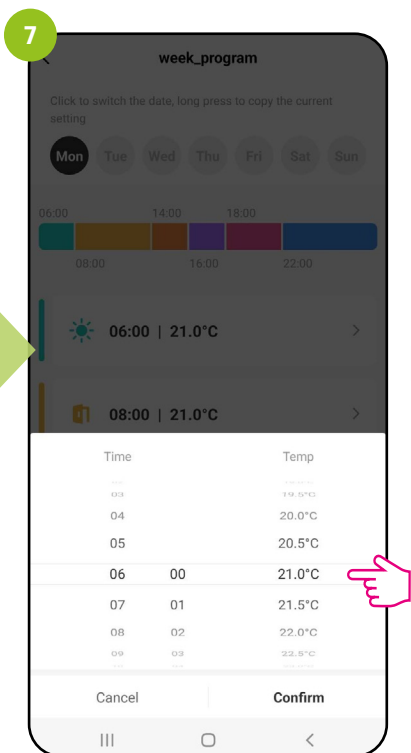 7
week_program
Click to switch the date, long press to copy the current
setting
Mon Tue Wed Thu Fri Sat Sun
06:00 14:00 18:00
08:00 16:00 22:00
06:00 | 21.0°C
08:00 | 21.0°C
Time Temp
03 19.5°C
04 20.0°C
05 20.5°C
06 00 21.0°C
07 01 21.5°C
08 02 22.0°C
09 03 22.5°C
Cancel Confirm